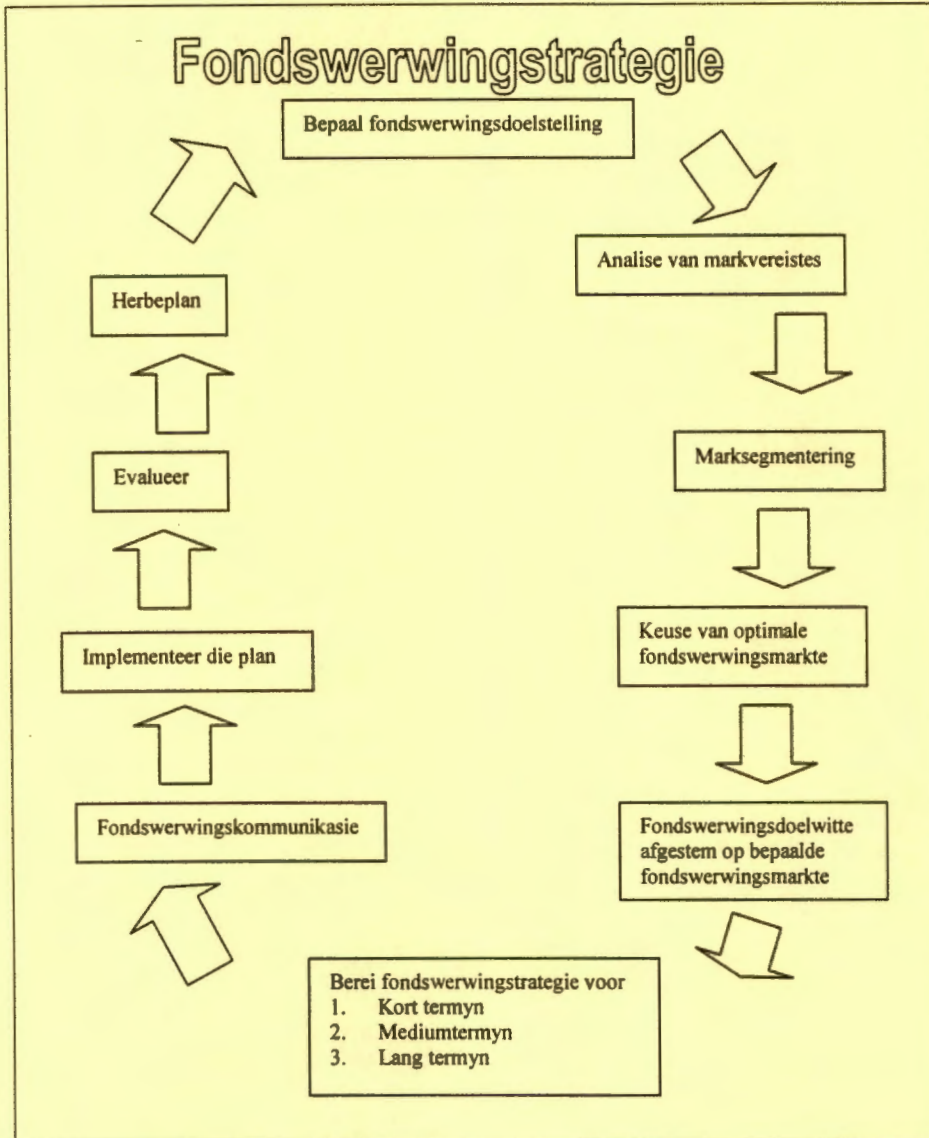 Fondswerwingstrategie
Bepaal fondswerwingsdoelstelling
Analise van markvereistes
Marksegmentering
Keuse van optimale
fondswerwingsmarkte
Fondswerwingsdoelwitte
afgestem op bepaalde
fondswerwingsmarkte
Berei fondswerwingstrategie voor
1. Kort termyn
2. Mediumtermyn
3. Lang termyn
Fondswerwingskommunikasie
Implementeer die plan
Evalueer
Herbeplan